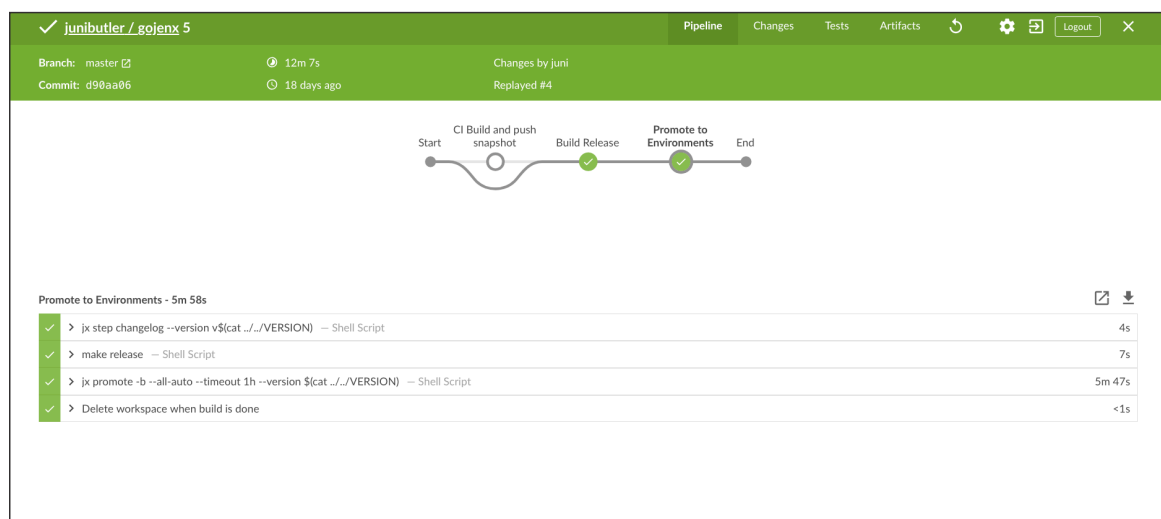 junibutler / gojenx 5
Pipeline Changes Tests Artifacts Logout
Branch: master 12m 7s Changes by juni
Commit: d90aa06 18 days ago Replayed #4
CI Build and push
snapshot
Start
Build Release
Promote to
Environments
End
Promote to Environments - 5m 58s
jx step changelog --version v$(cat ../../VERSION) — Shell Script 4s
make release — Shell Script 7s
jx promote -b --all-auto --timeout 1h --version $(cat ../../VERSION) — Shell Script 5m 47s
Delete workspace when build is done <1s